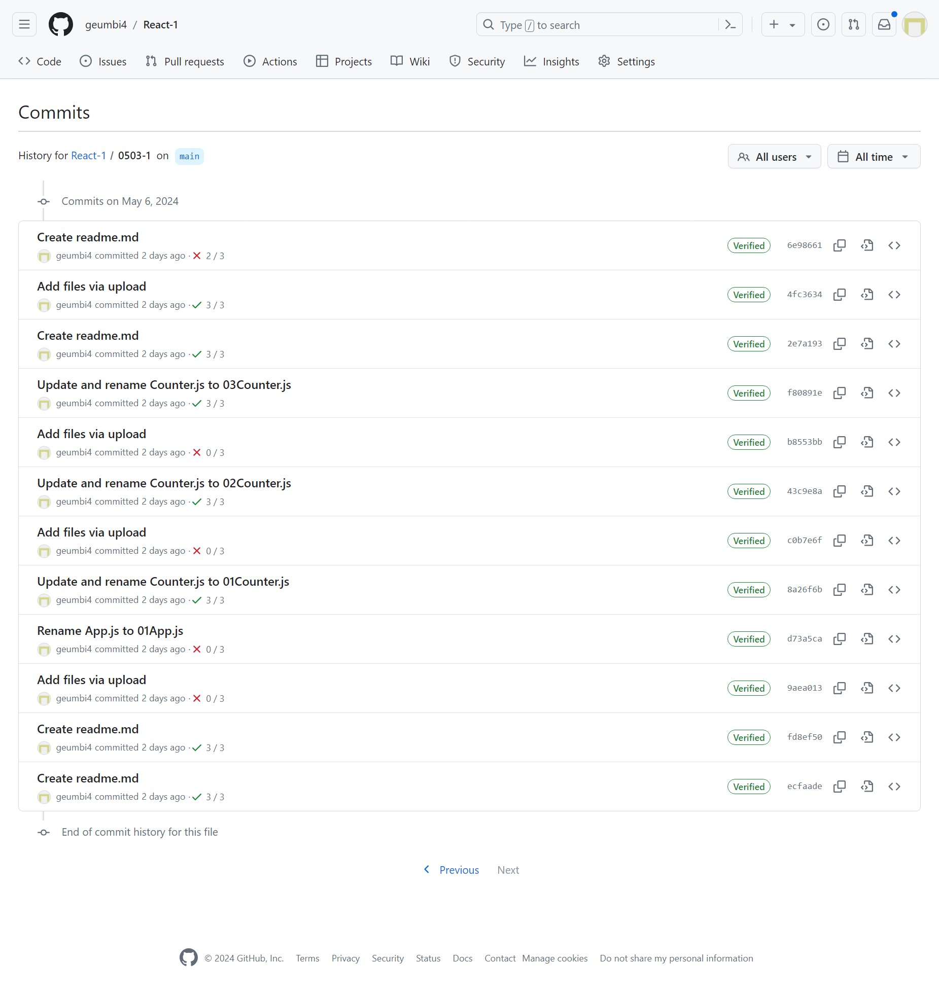 geumbi4 / React-1
Type / to search
Code Issues Pull requests Actions Projects Wiki Security Insights Settings
Commits
History for React-1 / 0503-1 on main
All users All time
Commits on May 6, 2024
Create readme.md
geumbi4 committed 2 days ago · 2 / 3
Verified 6e98661
Add files via upload
geumbi4 committed 2 days ago · 3 / 3
Verified 4fc3634
Create readme.md
geumbi4 committed 2 days ago · 3 / 3
Verified 2e7a193
Update and rename Counter.js to 03Counter.js
geumbi4 committed 2 days ago · 3 / 3
Verified f80891e
Add files via upload
geumbi4 committed 2 days ago · 0 / 3
Verified b8553bb
Update and rename Counter.js to 02Counter.js
geumbi4 committed 2 days ago · 3 / 3
Verified 43c9e8a
Add files via upload
geumbi4 committed 2 days ago · 0 / 3
Verified c0b7e6f
Update and rename Counter.js to 01Counter.js
geumbi4 committed 2 days ago · 3 / 3
Verified 8a26f6b
Rename App.js to 01App.js
geumbi4 committed 2 days ago · 0 / 3
Verified d73a5ca
Add files via upload
geumbi4 committed 2 days ago · 0 / 3
Verified 9aea013
Create readme.md
geumbi4 committed 2 days ago · 3 / 3
Verified fd8ef50
Create readme.md
geumbi4 committed 2 days ago · 3 / 3
Verified ecfaade
End of commit history for this file
Previous Next
© 2024 GitHub, Inc. Terms Privacy Security Status Docs Contact Manage cookies Do not share my personal information